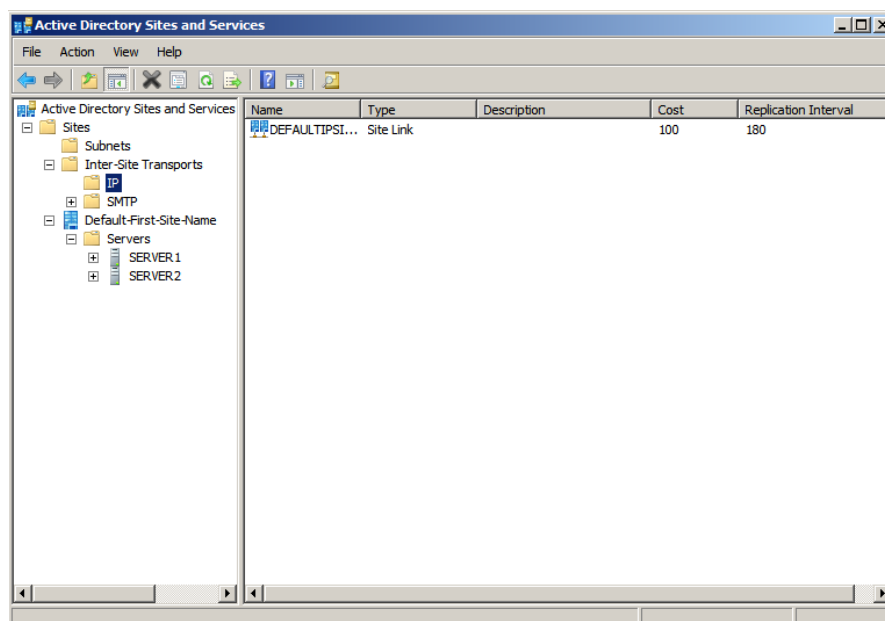 Active Directory Sites and Services
File Action View Help
Active Directory Sites and Services
Name Type Description Cost Replication Interval
DEFAULTIPSI... Site Link 100 180
Sites
Subnets
Inter-Site Transports
IP
SMTP
Default-First-Site-Name
Servers
SERVER1
SERVER2